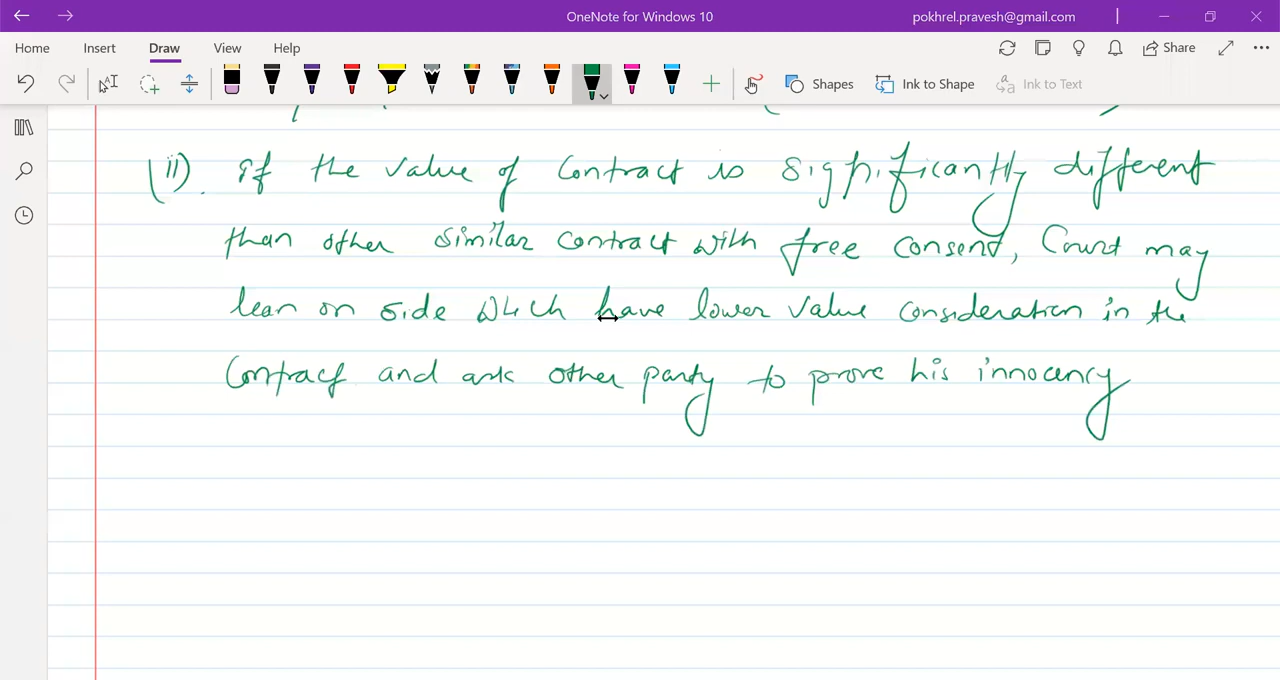 OneNote for Windows 10
pokhrel.pravesh@gmail.com
Home Insert Draw View Help
Share
Shapes
Ink to Shape
Ink to Text
(ii). If the value of contract is significantly different
than other similar contract with free consent, Court may
lean on side which have lower value consideration in the
Contract and ask other party to prove his innocency